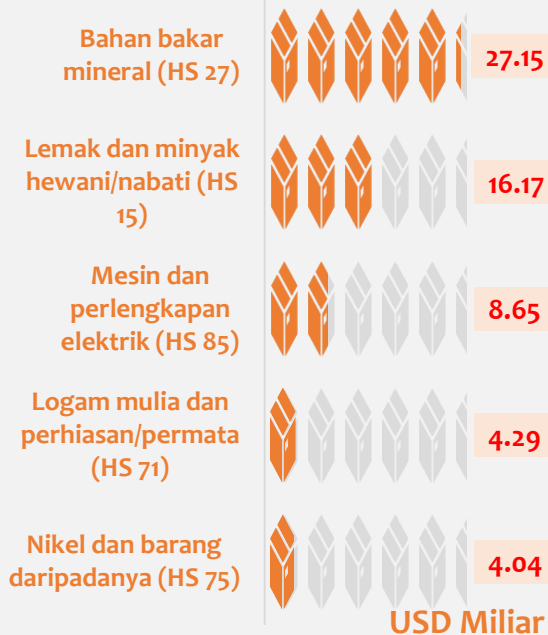 Bahan bakar
mineral (HS 27)
27.15
Lemak dan minyak
hewani/nabati (HS
15)
16.17
Mesin dan
perlengkapan
elektrik (HS 85)
8.65
Logam mulia dan
perhiasan/permata
(HS 71)
4.29
Nikel dan barang
daripadanya (HS 75)
4.04
USD Miliar